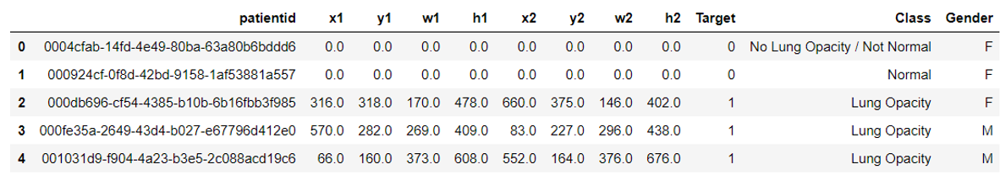 patientid x1 y1 w1 h1 x2 y2 w2 h2 Target Class Gender
0 0004cfab-14fd-4e49-80ba-63a80b6bddd6 0.0 0.0 0.0 0.0 0.0 0.0 0.0 0.0 0 No Lung Opacity / Not Normal F
1 000924cf-0f8d-42bd-9158-1af53881a557 0.0 0.0 0.0 0.0 0.0 0.0 0.0 0.0 0 Normal F
2 000db696-cf54-4385-b10b-6b16fbb3f985 316.0 318.0 170.0 478.0 660.0 375.0 146.0 402.0 1 Lung Opacity F
3 000fe35a-2649-43d4-b027-e67796d412e0 570.0 282.0 269.0 409.0 83.0 227.0 296.0 438.0 1 Lung Opacity M
4 001031d9-f904-4a23-b3e5-2c088acd19c6 66.0 160.0 373.0 608.0 552.0 164.0 376.0 676.0 1 Lung Opacity M